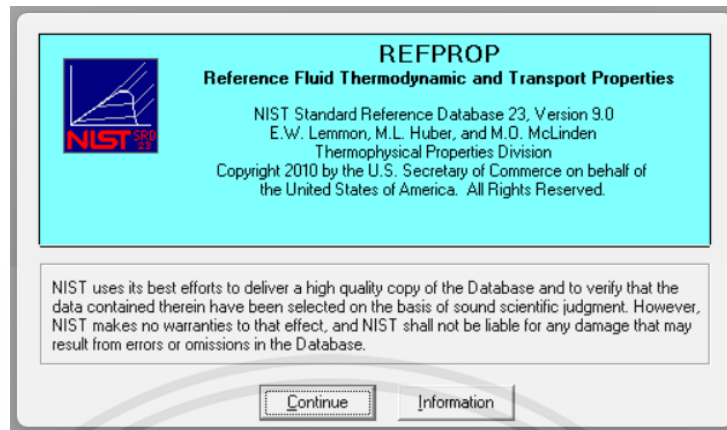 REFPROP
Reference Fluid Thermodynamic and Transport Properties
NIST Standard Reference Database 23, Version 9.0
E.W. Lemmon, M.L. Huber, and M.O. McLinden
Thermophysical Properties Division
Copyright 2010 by the U.S. Secretary of Commerce on behalf of
the United States of America. All Rights Reserved.
NIST SRD
23
NIST uses its best efforts to deliver a high quality copy of the Database and to verify that the
data contained therein have been selected on the basis of sound scientific judgment. However,
NIST makes no warranties to that effect, and NIST shall not be liable for any damage that may
result from errors or omissions in the Database.
Continue
Information